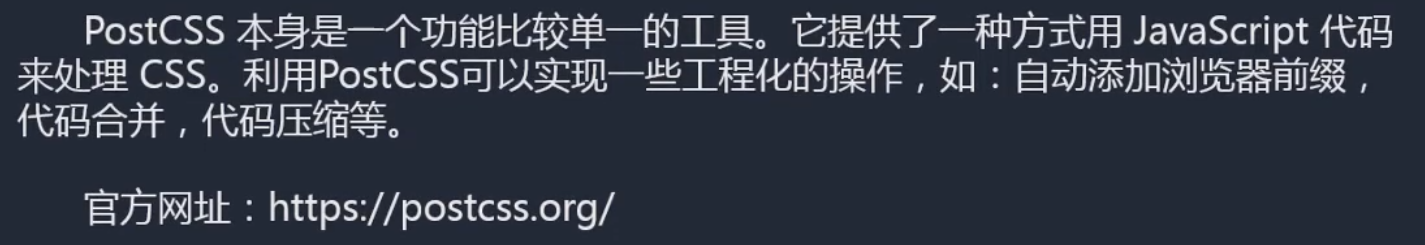 PostCSS 本身是一个功能比较单一的工具。它提供了一种方式用 JavaScript 代码
来处理 CSS。利用PostCSS可以实现一些工程化的操作，如：自动添加浏览器前缀，
代码合并，代码压缩等。
官方网址：https://postcss.org/